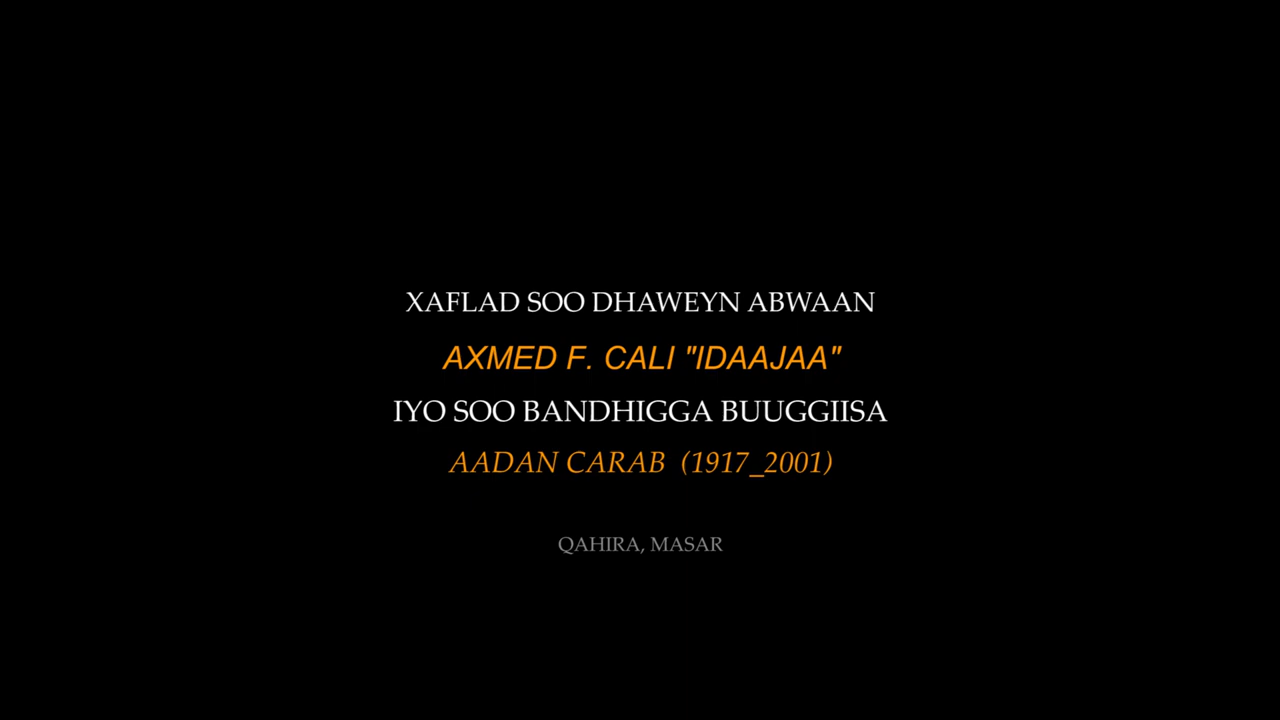 XAFLAD SOO DHAWEYN ABWAAN
AXMED F. CALI "IDAAJAA"
IYO SOO BANDHIGGA BUUGGIISA
AADAN CARAB (1917_2001)
QAHIRA, MASAR